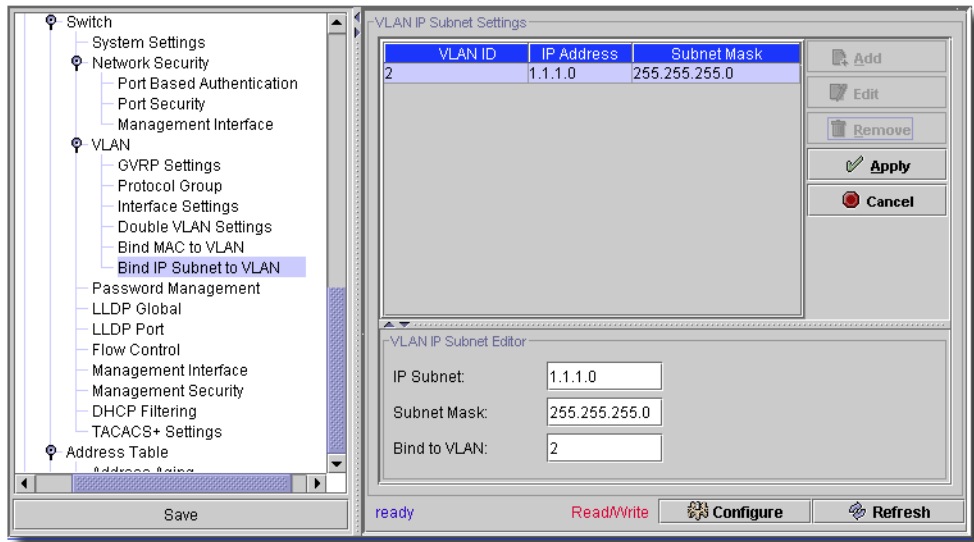 Switch
System Settings
Network Security
Port Based Authentication
Port Security
Management Interface
VLAN
GVRP Settings
Protocol Group
Interface Settings
Double VLAN Settings
Bind MAC to VLAN
Bind IP Subnet to VLAN
Password Management
LLDP Global
LLDP Port
Flow Control
Management Interface
Management Security
DHCP Filtering
TACACS+ Settings
Address Table
Address Aging
Save
VLAN IP Subnet Settings
VLAN ID IP Address Subnet Mask
2 1.1.1.0 255.255.255.0
Add
Edit
Remove
Apply
Cancel
VLAN IP Subnet Editor
IP Subnet: 1.1.1.0
Subnet Mask: 255.255.255.0
Bind to VLAN: 2
ready Read/Write Configure Refresh